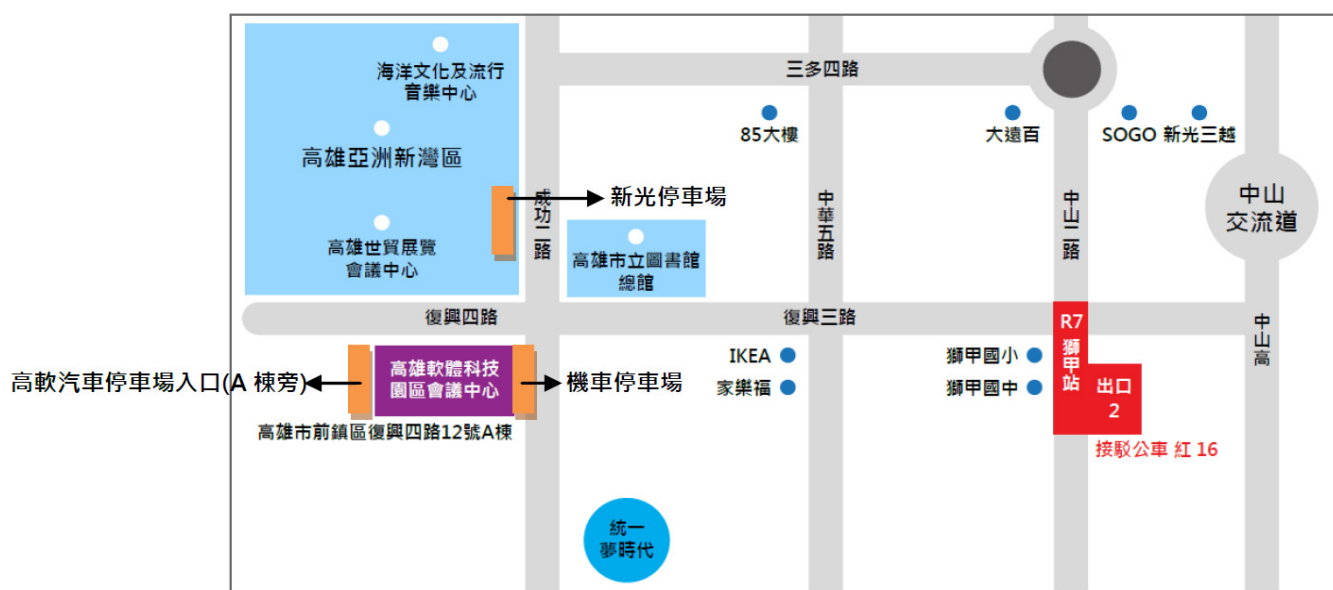 海洋文化及流行
音樂中心
三多四路
85大樓
大遠百
SOGO 新光三越
高雄亞洲新灣區
新光停車場
成功二路
中華五路
中山二路
中山
交流道
高雄世貿展覽
會議中心
高雄市立圖書館
總館
復興四路
復興三路
R7
獅甲站
中山高
IKEA
家樂福
獅甲國小
獅甲國中
出口
2
高雄軟體科技
園區會議中心
高軟汽車停車場入口(A 棟旁)
機車停車場
高雄市前鎮區復興四路12號A棟
接駁公車 紅 16
統一
夢時代